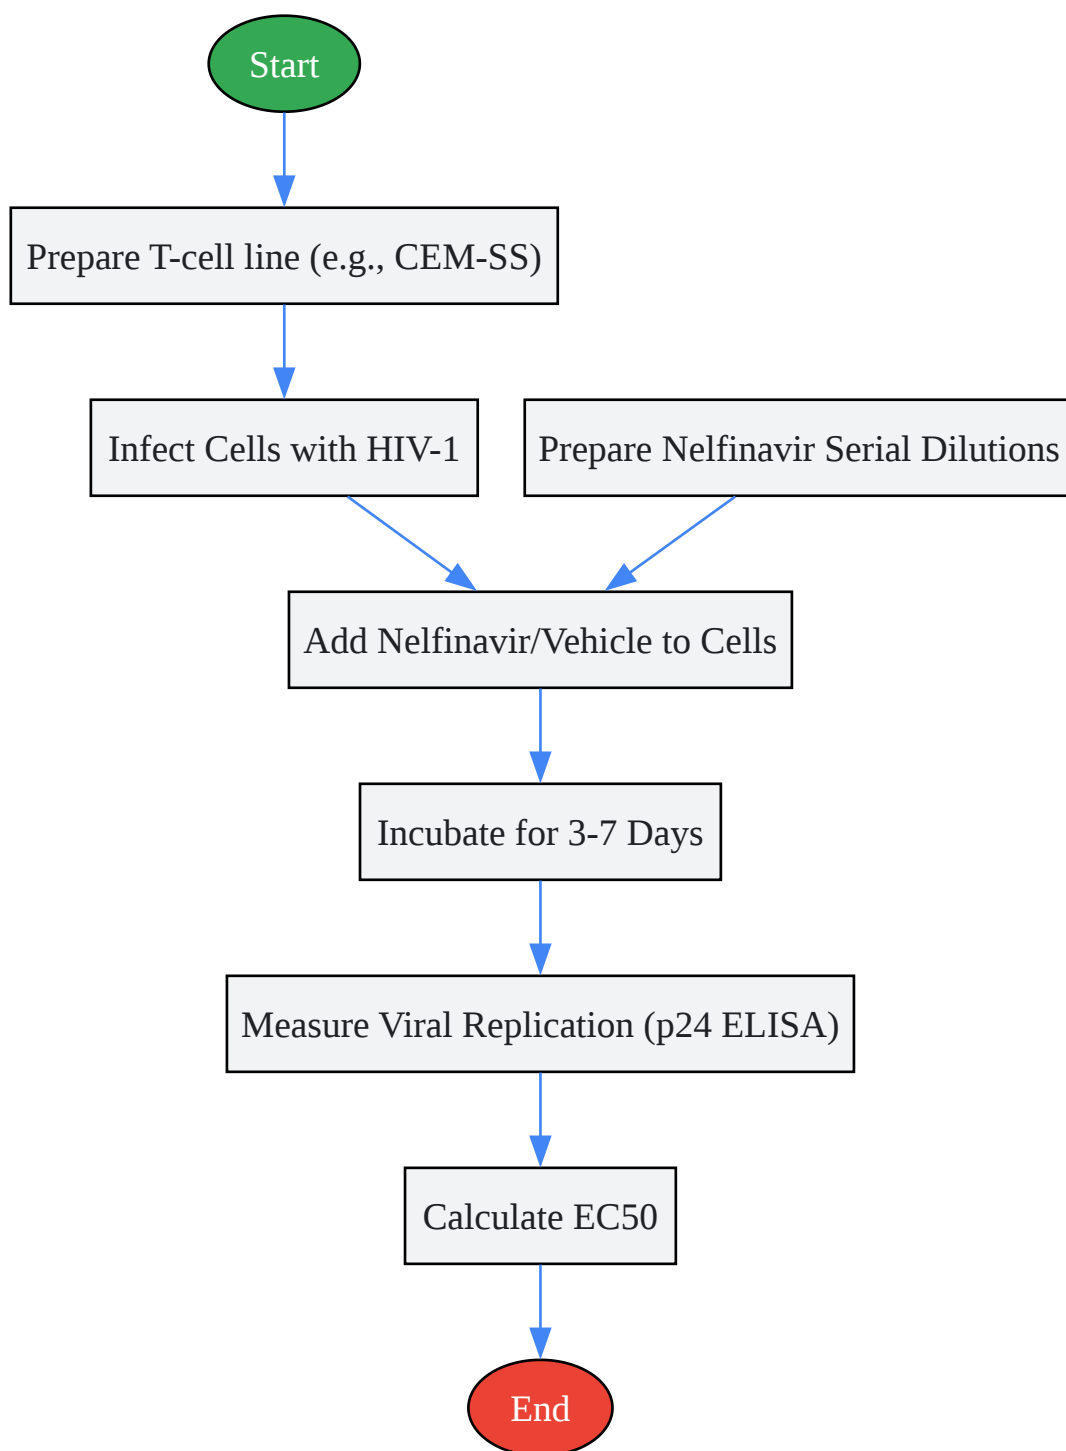 Start
Prepare T-cell line (e.g., CEM-SS)
Infect Cells with HIV-1
Prepare Nelfinavir Serial Dilutions
Add Nelfinavir/Vehicle to Cells
Incubate for 3-7 Days
Measure Viral Replication (p24 ELISA)
Calculate EC50
End